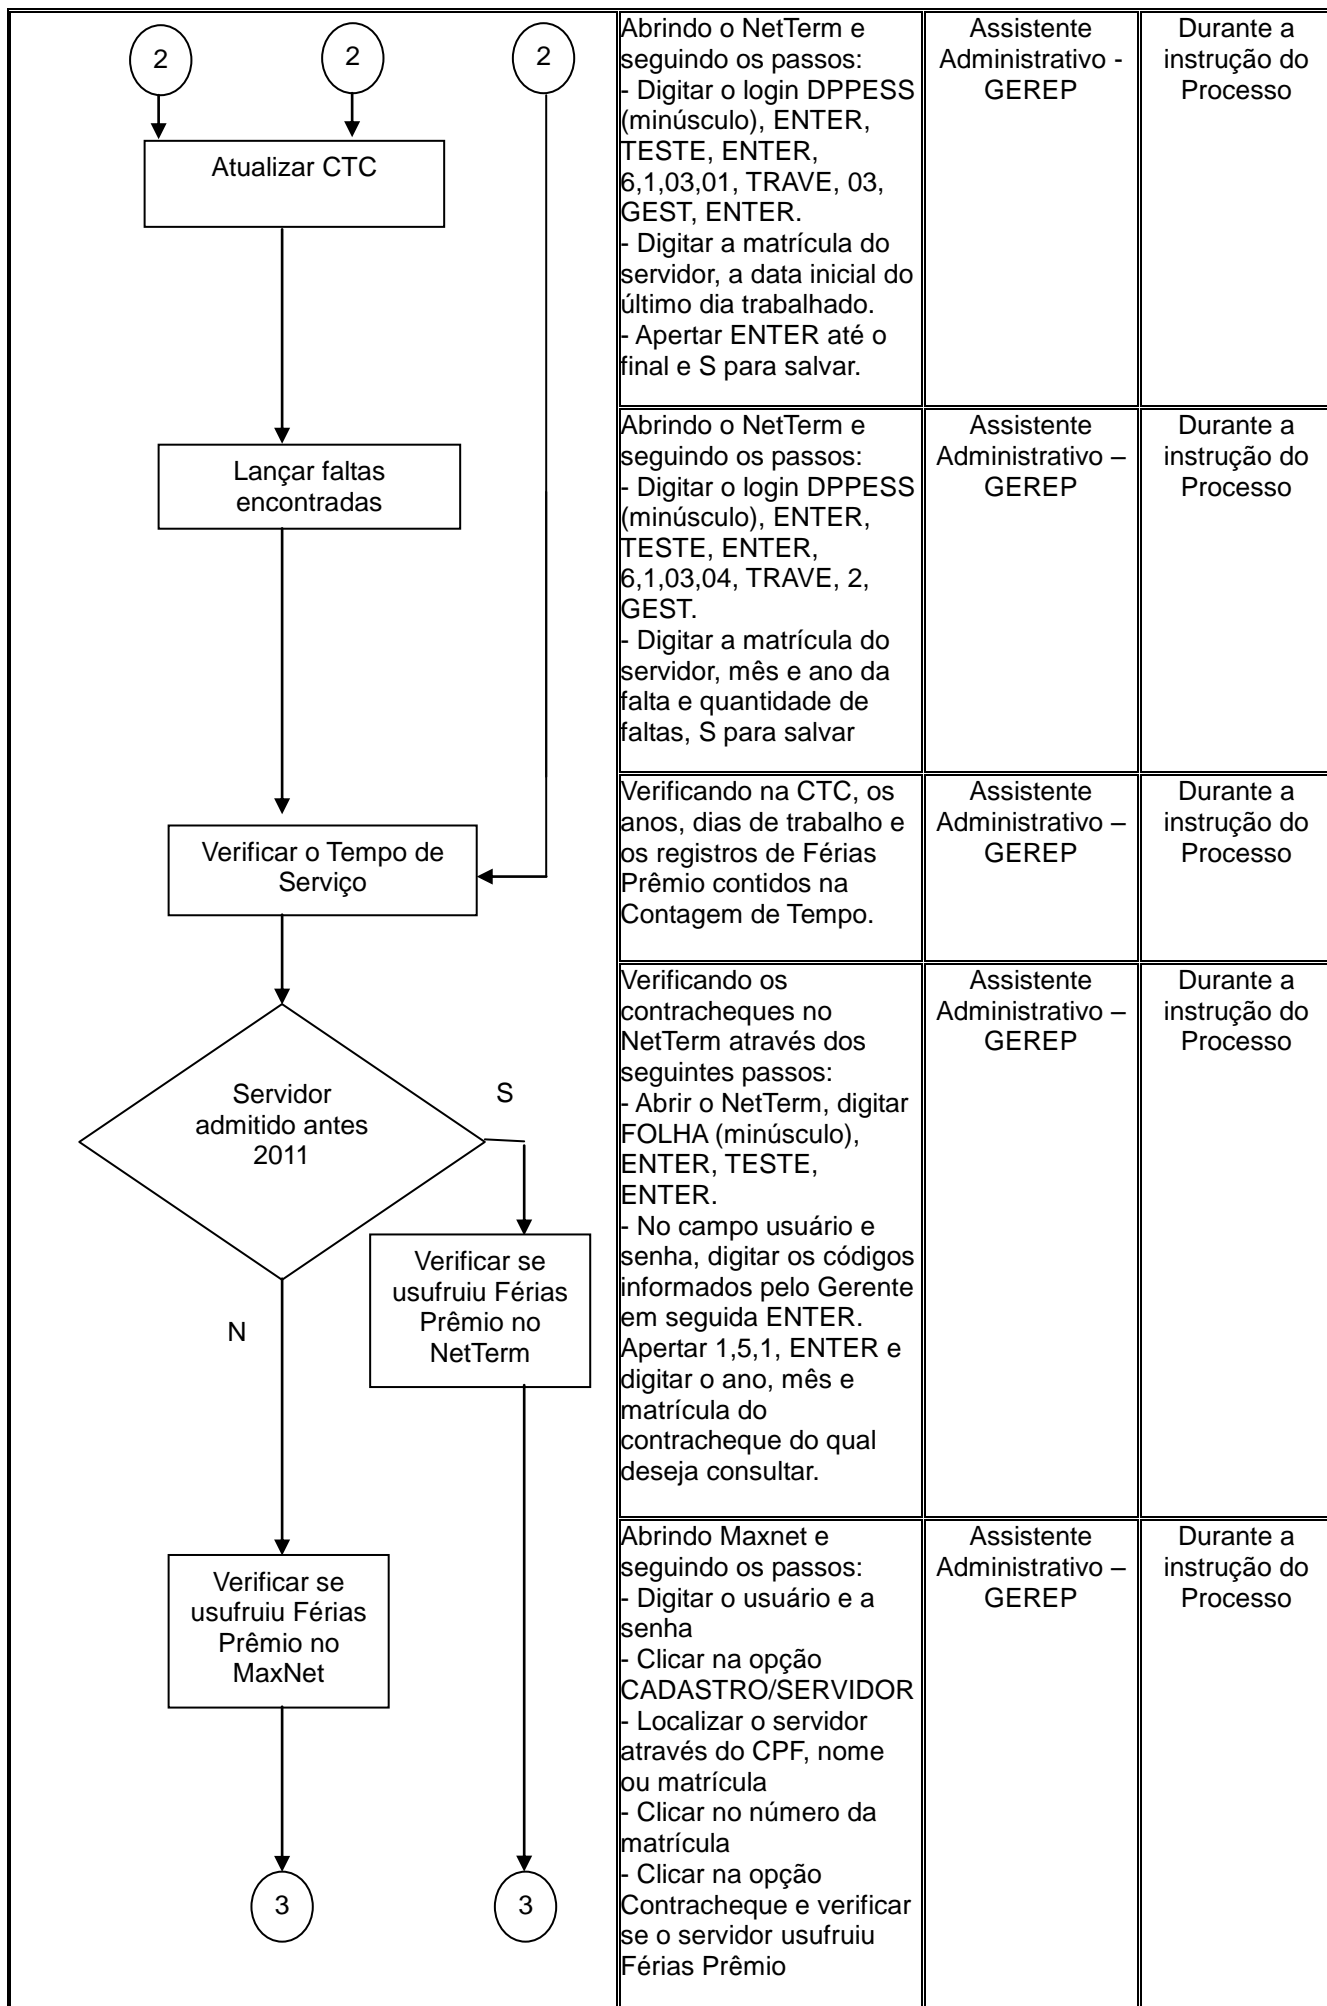 2
2
2
Atualizar CTC
Abrindo o NetTerm e
seguindo os passos:
- Digitar o login DPPESS
(minúsculo), ENTER,
TESTE, ENTER,
6,1,03,01, TRAVE, 03,
GEST, ENTER.
- Digitar a matrícula do
servidor, a data inicial do
último dia trabalhado.
- Apertar ENTER até o
final e S para salvar.
Assistente
Administrativo -
GEREP
Durante a
instrução do
Processo
Lançar faltas
encontradas
Abrindo o NetTerm e
seguindo os passos:
- Digitar o login DPPESS
(minúsculo), ENTER,
TESTE, ENTER,
6,1,03,04, TRAVE, 2,
GEST.
- Digitar a matrícula do
servidor, mês e ano da
falta e quantidade de
faltas, S para salvar
Assistente
Administrativo –
GEREP
Durante a
instrução do
Processo
Verificar o Tempo de
Serviço
Verificando na CTC, os
anos, dias de trabalho e
os registros de Férias
Prêmio contidos na
Contagem de Tempo.
Assistente
Administrativo –
GEREP
Durante a
instrução do
Processo
Servidor
admitido antes
2011
S
N
Verificar se
usufruiu Férias
Prêmio no
NetTerm
Verificando os
contracheques no
NetTerm através dos
seguintes passos:
- Abrir o NetTerm, digitar
FOLHA (minúsculo),
ENTER, TESTE,
ENTER.
- No campo usuário e
senha, digitar os códigos
informados pelo Gerente
em seguida ENTER.
Apertar 1,5,1, ENTER e
digitar o ano, mês e
matrícula do
contracheque do qual
deseja consultar.
Assistente
Administrativo –
GEREP
Durante a
instrução do
Processo
Verificar se
usufruiu Férias
Prêmio no
MaxNet
3
3
Abrindo Maxnet e
seguindo os passos:
- Digitar o usuário e a
senha
- Clicar na opção
CADASTRO/SERVIDOR
- Localizar o servidor
através do CPF, nome
ou matrícula
- Clicar no número da
matrícula
- Clicar na opção
Contracheque e verificar
se o servidor usufruiu
Férias Prêmio
Assistente
Administrativo –
GEREP
Durante a
instrução do
Processo